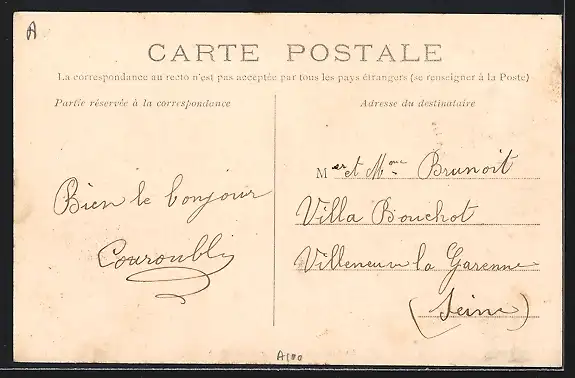 A
CARTE POSTALE
La correspondance au recto n'est pas acceptée par tous les pays étrangers (se renseigner à la Poste)
Partie réservée à la correspondance
Adresse du destinataire
Mer et Mme Brunoit
Bien le bonjour
Villa Bouchot
Couroubli
Villeneuve la Garenne
(Seine)
A100